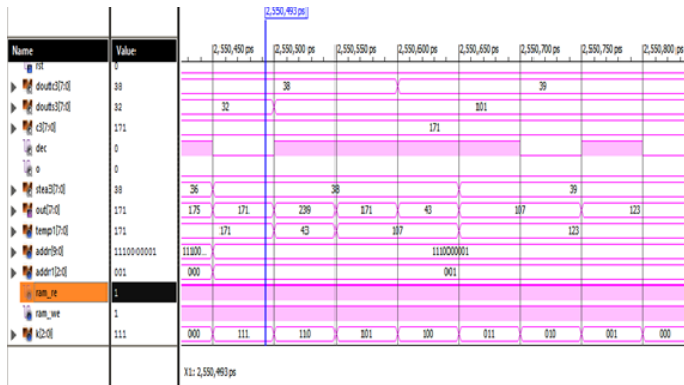 2,550,493 ps
Name Value 2,550,450 ps 2,550,500 ps 2,550,550 ps 2,550,600 ps 2,550,650 ps 2,550,700 ps 2,550,750 ps 2,550,800 ps
rst 0
douttc3[7:0] 38 38 39
doutts3[7:0] 32 32 101
c3[7:0] 171 171
dec 0
o 0
stea3[7:0] 38 36 38 39
out[7:0] 171 175 171 239 171 43 107 123
temp1[7:0] 171 171 43 107 123
addr[9:0] 1110000001 11100... 1110000001
addr1[2:0] 001 000 001
ram_re 1
ram_we 1
k[2:0] 111 000 111 110 101 100 011 010 001 000
X1: 2,550,493 ps